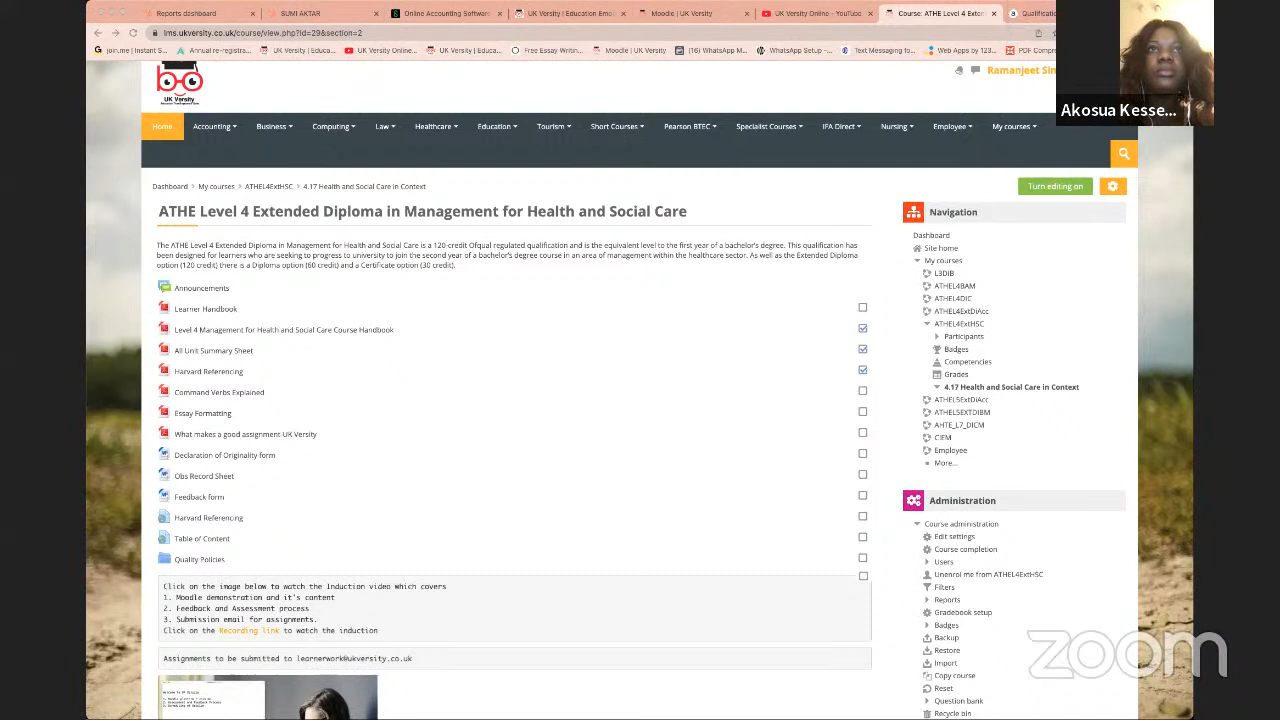 Reports dashboard
SUMI AKTAR
Online Accounting Software
Versity | Education Emo
Moodle | UK Versity
UK Versity Online - Youtube
Course: ATHE Level 4 Exten
Qualification
lms.ukversity.co.uk/course/view.php?id=29&section=2
join.me | Instant S...
Annual re-registra...
UK Versity | Educ...
UK Versity Online...
UK Versity | Educ...
Free Essay Writin...
Moodle | UK Versity
(16) WhatsApp M...
WhatsApp...
Text Messaging fo...
Web Apps by 123...
PDF Compre
UK Versity
Ramanjeet Sin
Akosua Kesse...
Home
Accounting
Business
Computing
Law
Healthcare
Education
Tourism
Short Courses
Pearson BTEC
Specialist Courses
IFA Direct
Nursing
Employee
My courses
Dashboard > My courses > ATHEL4ExtHSC > 4.17 Health and Social Care in Context
Turn editing on
ATHE Level 4 Extended Diploma in Management for Health and Social Care
The ATHE Level 4 Extended Diploma in Management for Health and Social Care is a 120-credit Ofqual regulated qualification and is the equivalent level to the first year of a bachelor's degree. This qualification has
been designed for learners who are seeking to progress to university to join the second year of a bachelor's degree course in an area of management within the healthcare sector. As well as the Extended Diploma
option (120 credit) there is a Diploma option (60 credit) and a Certificate option (30 credit).
Announcements
Learner Handbook
Level 4 Management for Health and Social Care Course Handbook
All Unit Summary Sheet
Harvard Referencing
Command Verbs Explained
Essay Formatting
What makes a good assignment-UK Versity
Declaration of Originality form
Obs Record Sheet
Feedback form
Harvard Referencing
Table of Content
Quality Policies
Click on the image below to watch the Induction video which covers
1. Moodle demonstration and it's content
2. Feedback and Assessment process
3. Submission email for assignments.
Click on the Recording link to watch the induction
Assignments to be submitted to learnerwork@ukversity.co.uk
Navigation
Dashboard
Site home
My courses
L3DIB
ATHEL4BAM
ATHEL4DIC
ATHEL4ExtDiAcc
ATHEL4ExtHSC
Participants
Badges
Competencies
Grades
4.17 Health and Social Care in Context
ATHEL5ExtDiAcc
ATHEL5EXTDIBM
AHTE_L7_DICM
CIEM
Employee
More...
Administration
Course administration
Edit settings
Course completion
Users
Unenrol me from ATHEL4ExtHSC
Filters
Reports
Gradebook setup
Badges
Backup
Restore
Import
Copy course
Reset
Question bank
Recycle bin
zoom